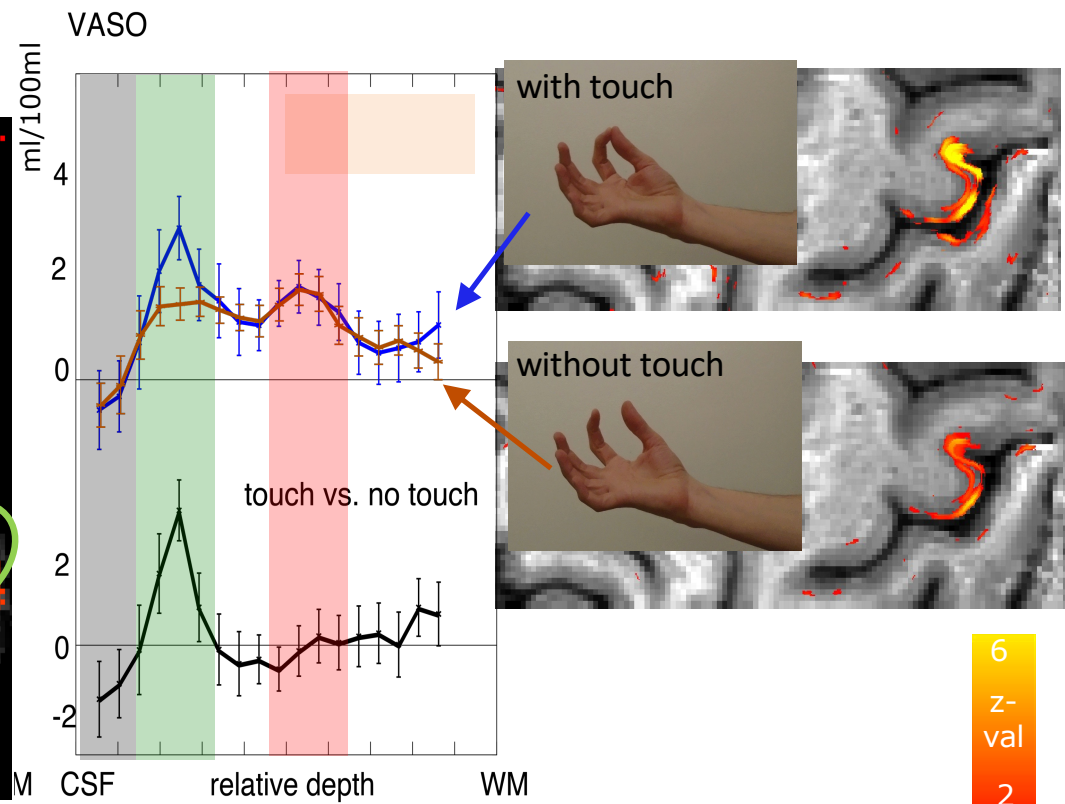 VASO
ml/100ml
4
2
0
touch vs. no touch
2
0
-2
M CSF relative depth WM
with touch
without touch
6
z-
val
2